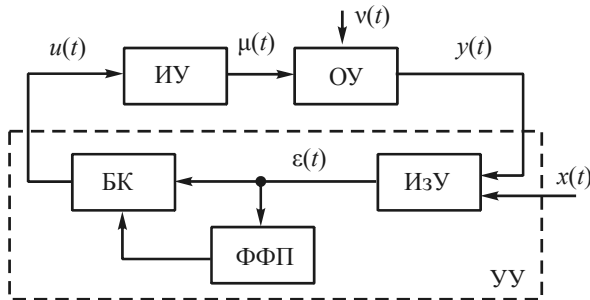 ν(t)
u(t)
μ(t)
y(t)
ИУ
ОУ
ε(t)
БК
ИзУ
x(t)
ФФП
УУ